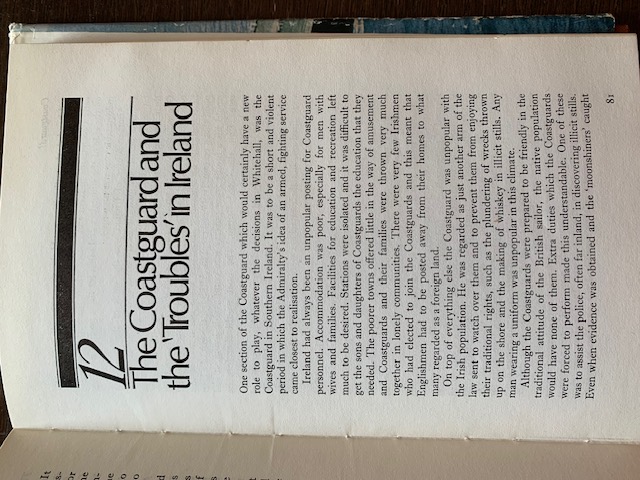 12
The Coastguard and
the 'Troubles' in Ireland
One section of the Coastguard which would certainly have a new
role to play, whatever the decisions in Whitehall, was the
Coastguard in Southern Ireland. It was to be a short and violent
period in which the Admiralty's idea of an armed, fighting service
came closest to realisation.
Ireland had always been an unpopular posting for Coastguard
personnel. Accommodation was poor, especially for men with
wives and families. Facilities for education and recreation left
much to be desired. Stations were isolated and it was difficult to
get the sons and daughters of Coastguards the education that they
needed. The poorer towns offered little in the way of amusement
and Coastguards and their families were thrown very much
together in lonely communities. There were very few Irishmen
who had elected to join the Coastguards and this meant that
Englishmen had to be posted away from their homes to what
many regarded as a foreign land.
On top of everything else the Coastguard was unpopular with
the Irish population. He was regarded as just another arm of the
law sent to watch over them and to prevent them from enjoying
their traditional rights, such as the plundering of wrecks thrown
up on the shore and the making of whiskey in illicit stills. Any
man wearing a uniform was unpopular in this climate.
Although the Coastguards were prepared to be friendly in the
traditional attitude of the British sailor, the native population
would have none of them. Extra duties which the Coastguards
were forced to perform made this understandable. One of these
was to assist the police, often far inland, in discovering illicit stills.
Even when evidence was obtained and the 'moonshiners' caught
81